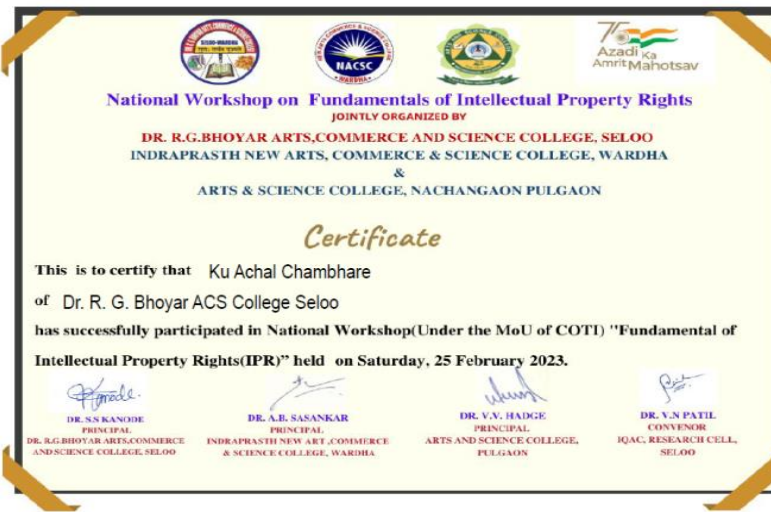 NACSC
WARDHA
75
Azadi Ka
Amrit Mahotsav
National Workshop on Fundamentals of Intellectual Property Rights
JOINTLY ORGANIZED BY
DR. R.G.BHOYAR ARTS,COMMERCE AND SCIENCE COLLEGE, SELOO
INDRAPRASTH NEW ARTS, COMMERCE & SCIENCE COLLEGE, WARDHA
&
ARTS & SCIENCE COLLEGE, NACHANGAON PULGAON
Certificate
This is to certify that Ku Achal Chambhare
of Dr. R. G. Bhoyar ACS College Seloo
has successfully participated in National Workshop(Under the MoU of COTI) "Fundamental of
Intellectual Property Rights(IPR)” held on Saturday, 25 February 2023.
DR. S.S KANODE
PRINCIPAL
DR. R.G.BHOYAR ARTS,COMMERCE
AND SCIENCE COLLEGE, SELOO
DR. A.B. SASANKAR
PRINCIPAL
INDRAPRASTH NEW ART ,COMMERCE
& SCIENCE COLLEGE, WARDHA
DR. V.V. HADGE
PRINCIPAL
ARTS AND SCIENCE COLLEGE,
PULGAON
DR. V.N PATIL
CONVENOR
IQAC, RESEARCH CELL,
SELOO